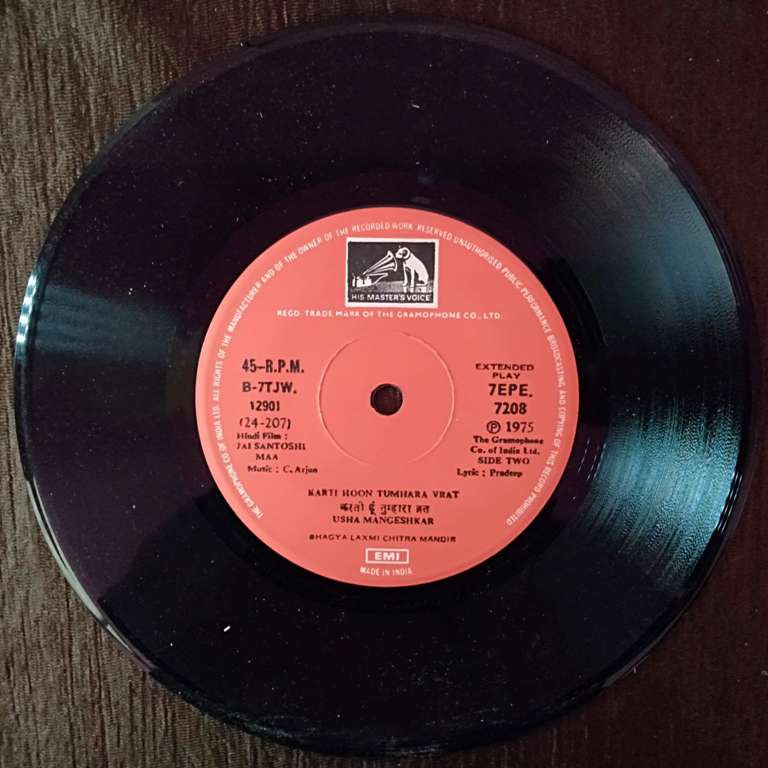 THE GRAMOPHONE CO OF INDIA LTD. ALL RIGHTS OF THE MANUFACTURER AND OF THE OWNER OF THE RECORDED WORK RESERVED UNAUTHORISED PUBLIC PERFORMANCE BROADCASTING AND COPYING OF THIS RECORD PROHIBITED
HIS MASTER'S VOICE
REGD. TRADE MARK OF THE GRAMOPHONE CO., LTD.
45-R.P.M.
B-7TJW.
12901
(24-207)
Hindi Film :
JAI SANTOSHI
MAA
Music : C. Arjun
EXTENDED
PLAY
7EPE.
7208
Ⓟ 1975
The Gramophone
Co. of India Ltd.
SIDE TWO
Lyric : Pradeep
KARTI HOON TUMHARA VRAT
करती हूँ तुम्हारा व्रत
USHA MANGESHKAR
BHAGYA LAXMI CHITRA MANDIR
EMI
MADE IN INDIA